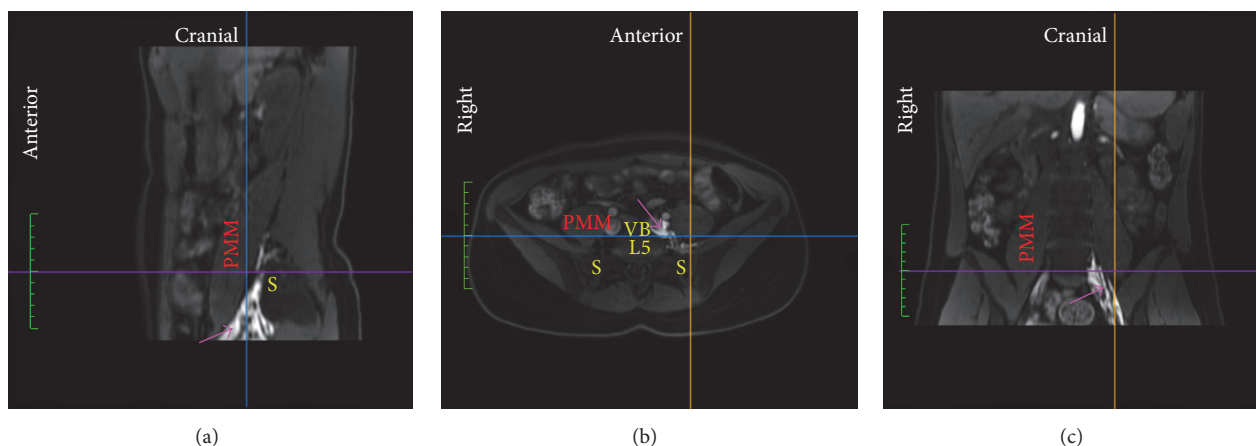 Cranial
Anterior
PMM
S
(a)
Anterior
Right
PMM
VB
L5
S
S
(b)
Cranial
Right
PMM
(c)